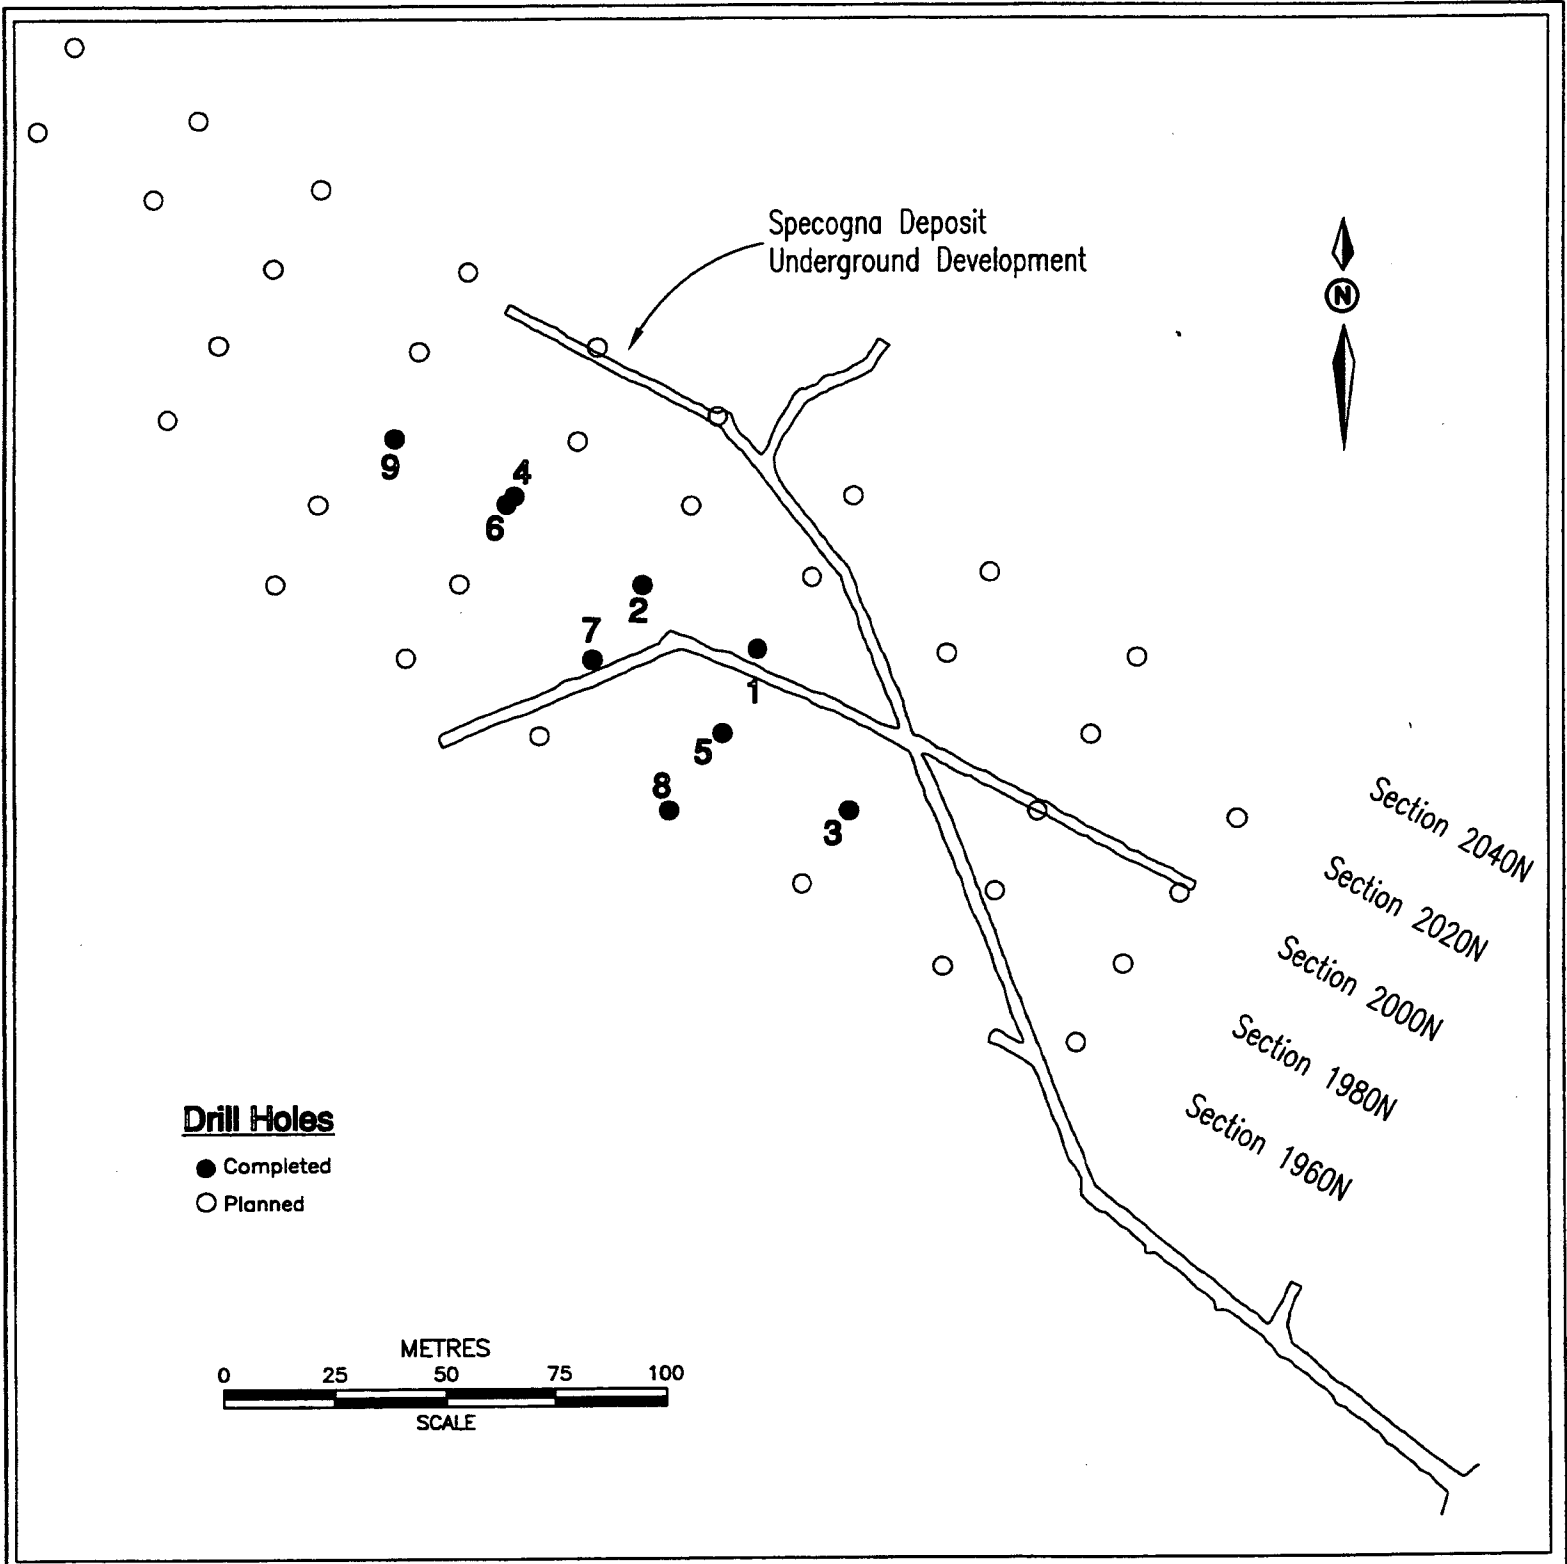 Specogna Deposit
Underground Development
N
9
4
6
2
7
1
5
8
3
Section 2040N
Section 2020N
Section 2000N
Section 1980N
Section 1960N
Drill Holes
Completed
Planned
METRES
0 25 50 75 100
SCALE